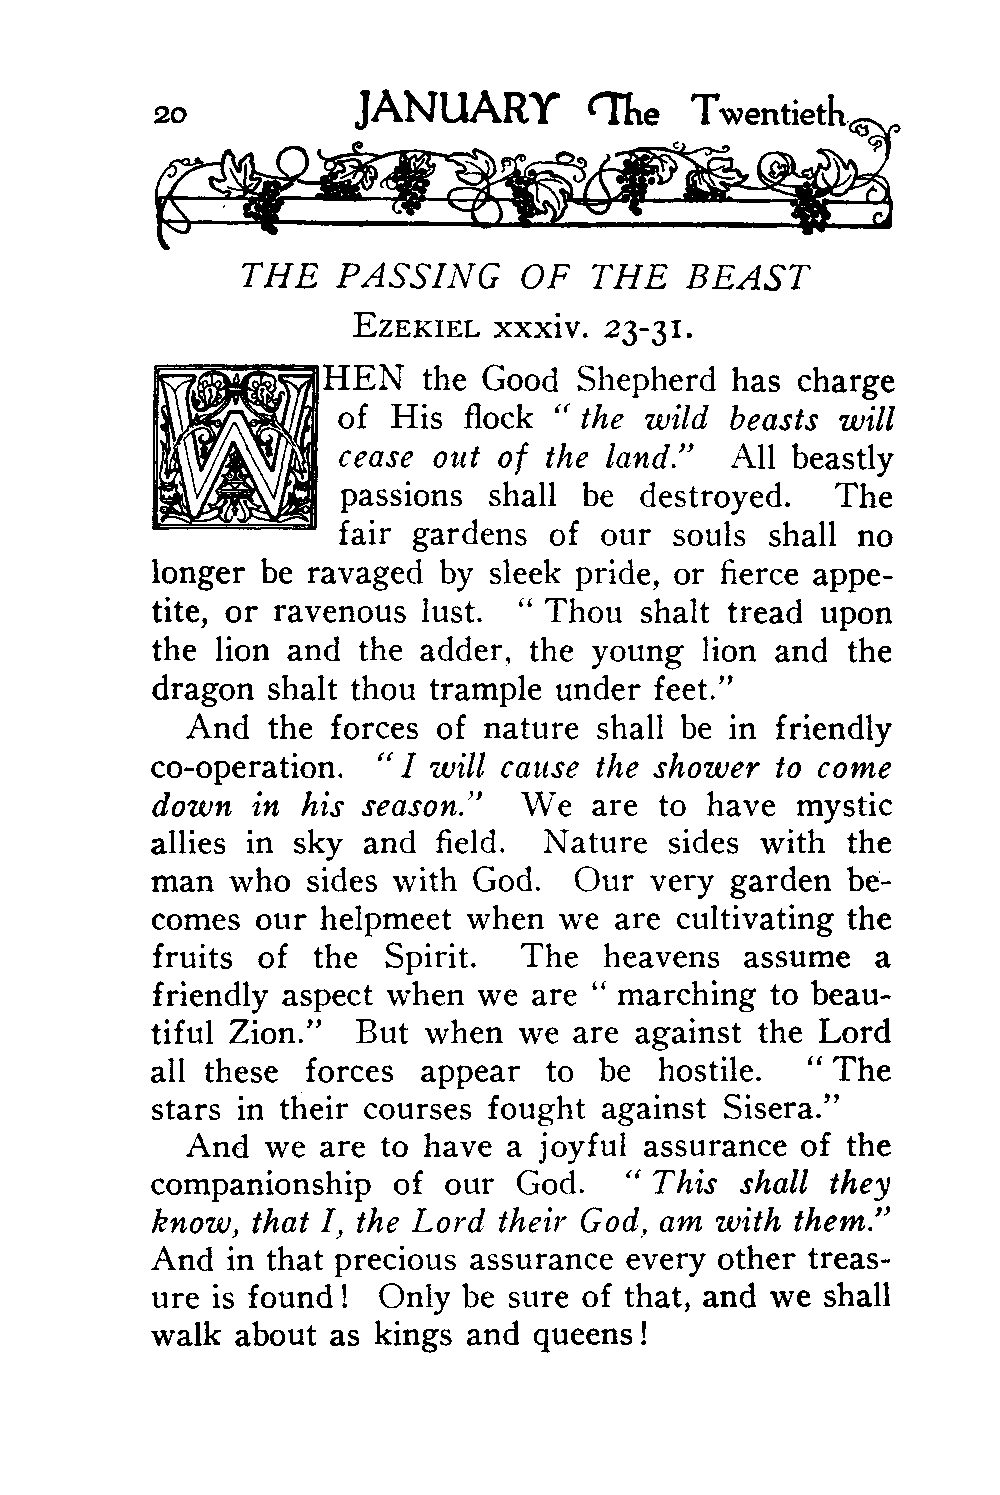 20 JANUARY The Twentieth
THE PASSING OF THE BEAST
EZEKIEL xxxiv. 23-31.
WHEN the Good Shepherd has charge
of His flock “ the wild beasts will
cease out of the land.” All beastly
passions shall be destroyed. The
fair gardens of our souls shall no
longer be ravaged by sleek pride, or fierce appe-
tite, or ravenous lust. “ Thou shalt tread upon
the lion and the adder, the young lion and the
dragon shalt thou trample under feet.”
And the forces of nature shall be in friendly
co-operation. “ I will cause the shower to come
down in his season.” We are to have mystic
allies in sky and field. Nature sides with the
man who sides with God. Our very garden be-
comes our helpmeet when we are cultivating the
fruits of the Spirit. The heavens assume a
friendly aspect when we are “ marching to beau-
tiful Zion.” But when we are against the Lord
all these forces appear to be hostile. “ The
stars in their courses fought against Sisera.”
And we are to have a joyful assurance of the
companionship of our God. “ This shall they
know, that I, the Lord their God, am with them.”
And in that precious assurance every other treas-
ure is found ! Only be sure of that, and we shall
walk about as kings and queens !